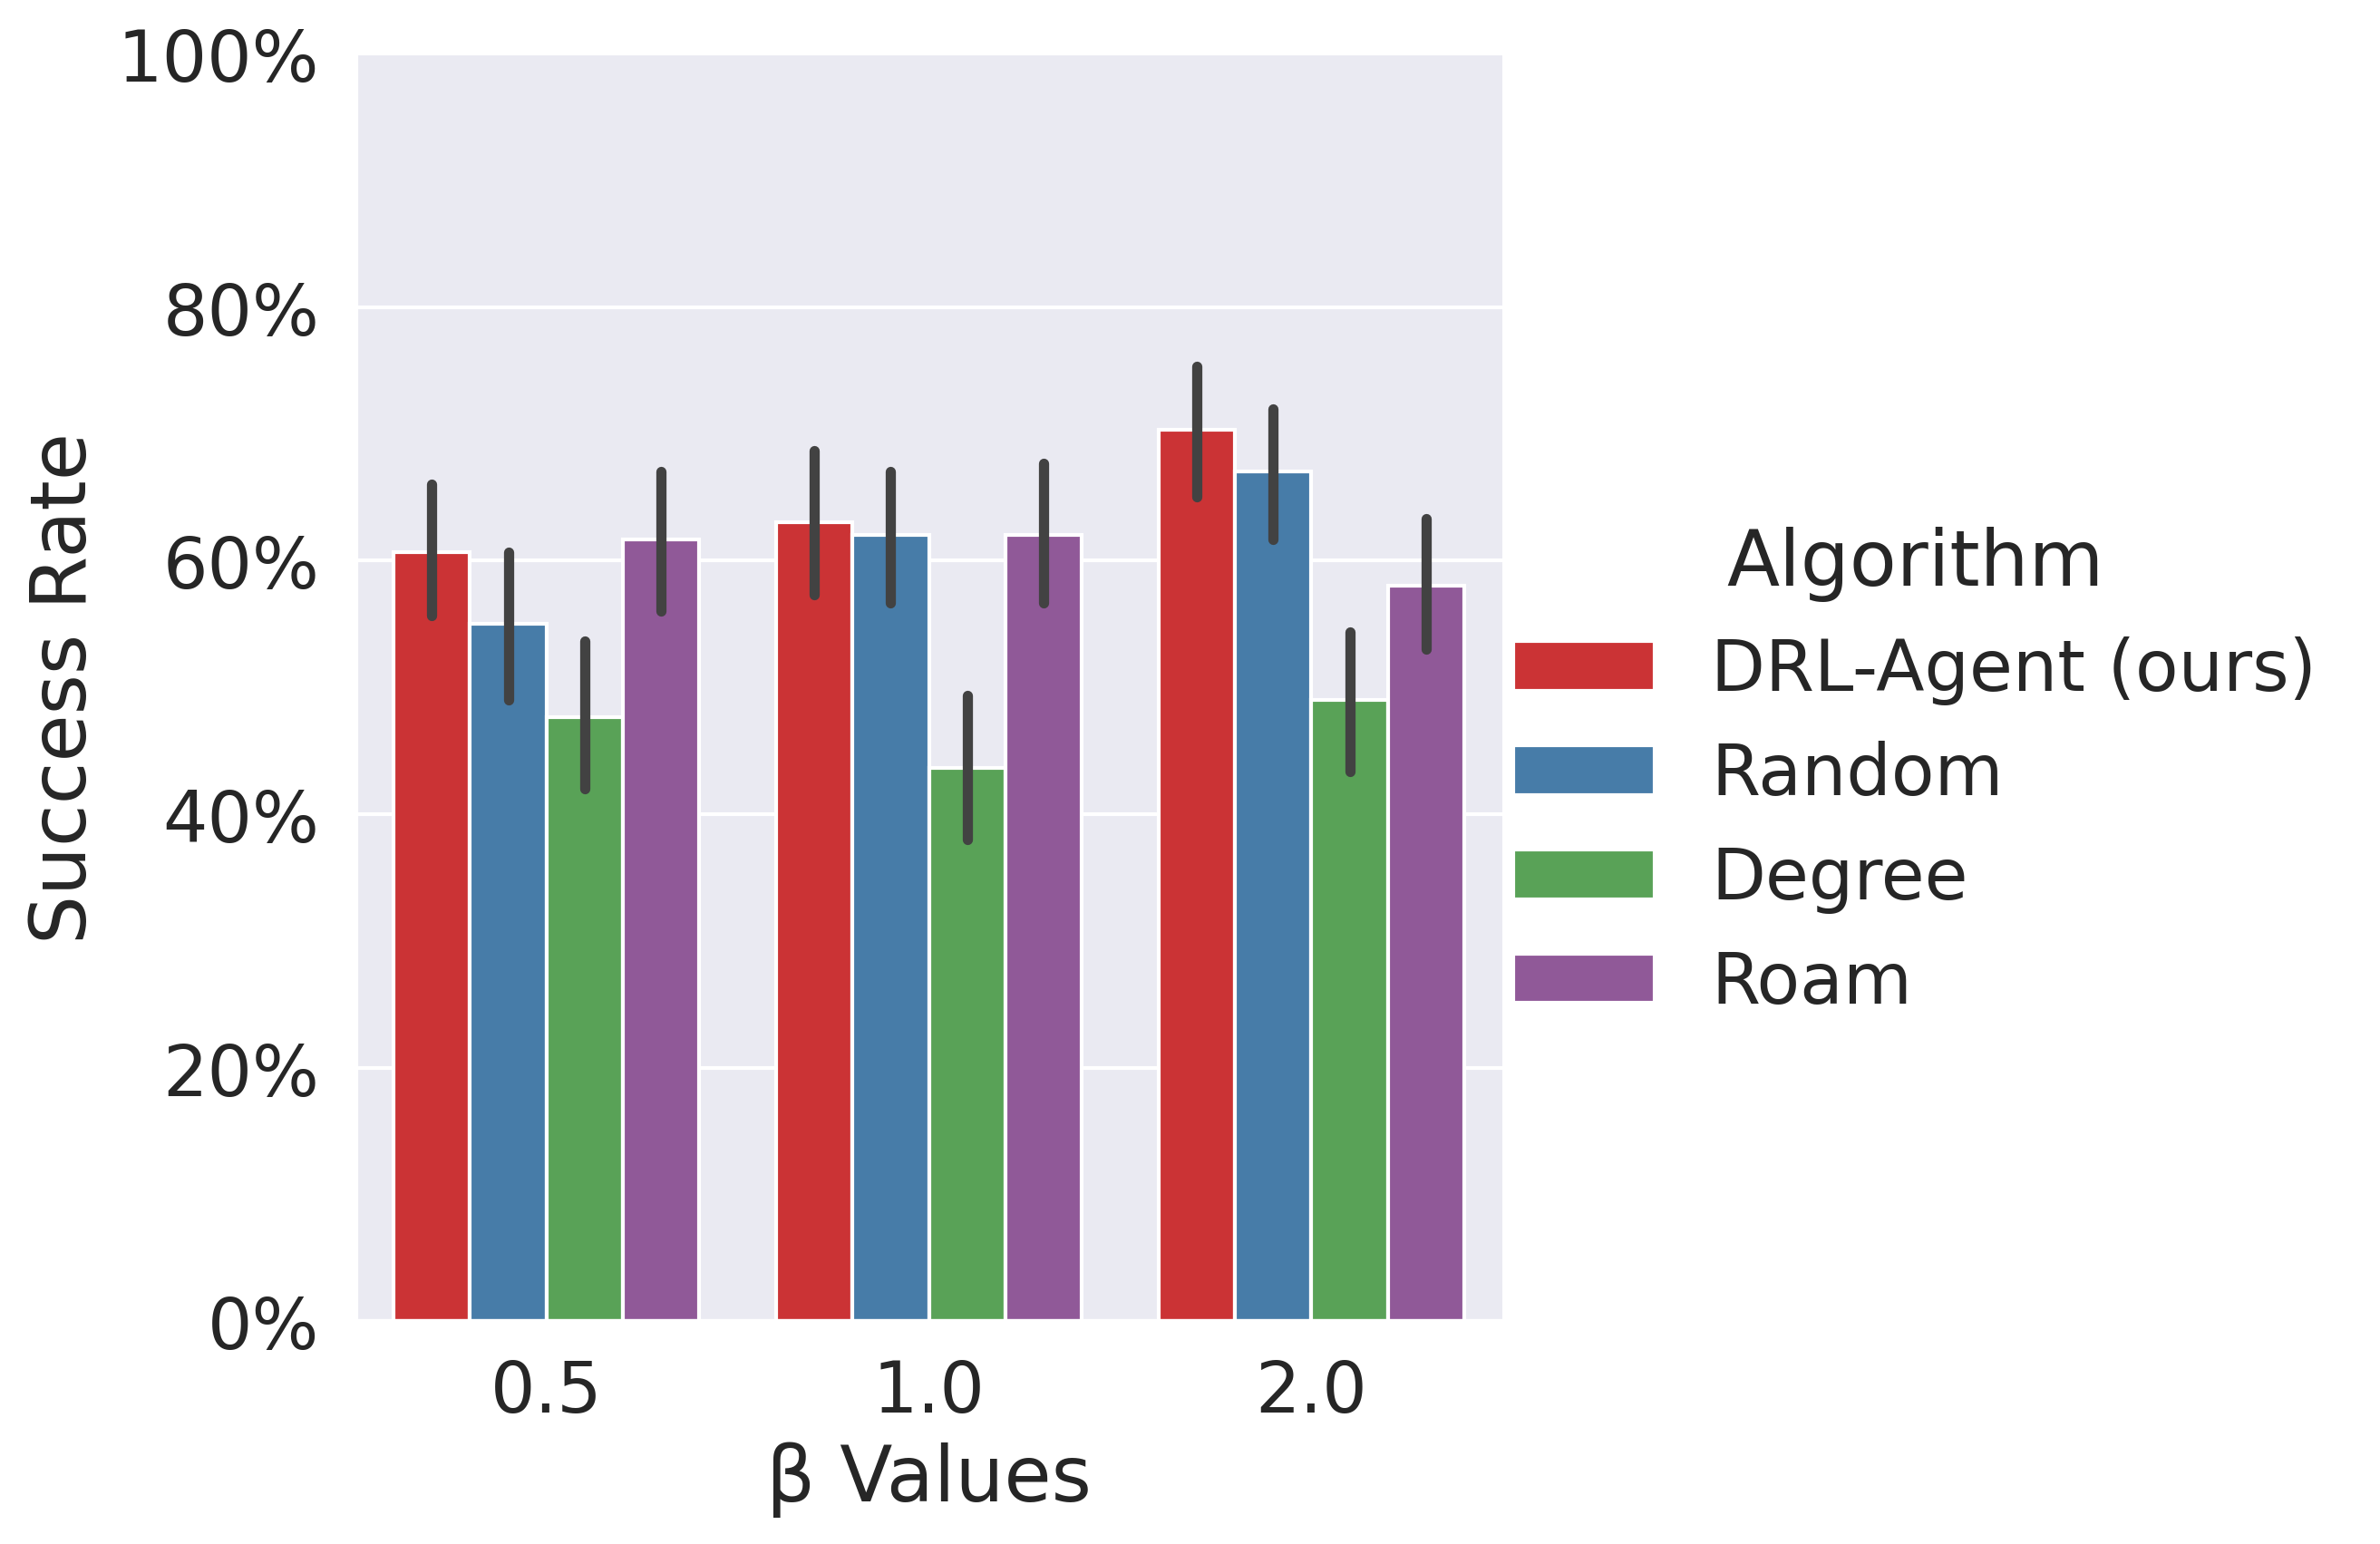 100%
80%
60%
40%
20%
0%
Success Rate
0.5
1.0
2.0
β Values
Algorithm
DRL-Agent (ours)
Random
Degree
Roam